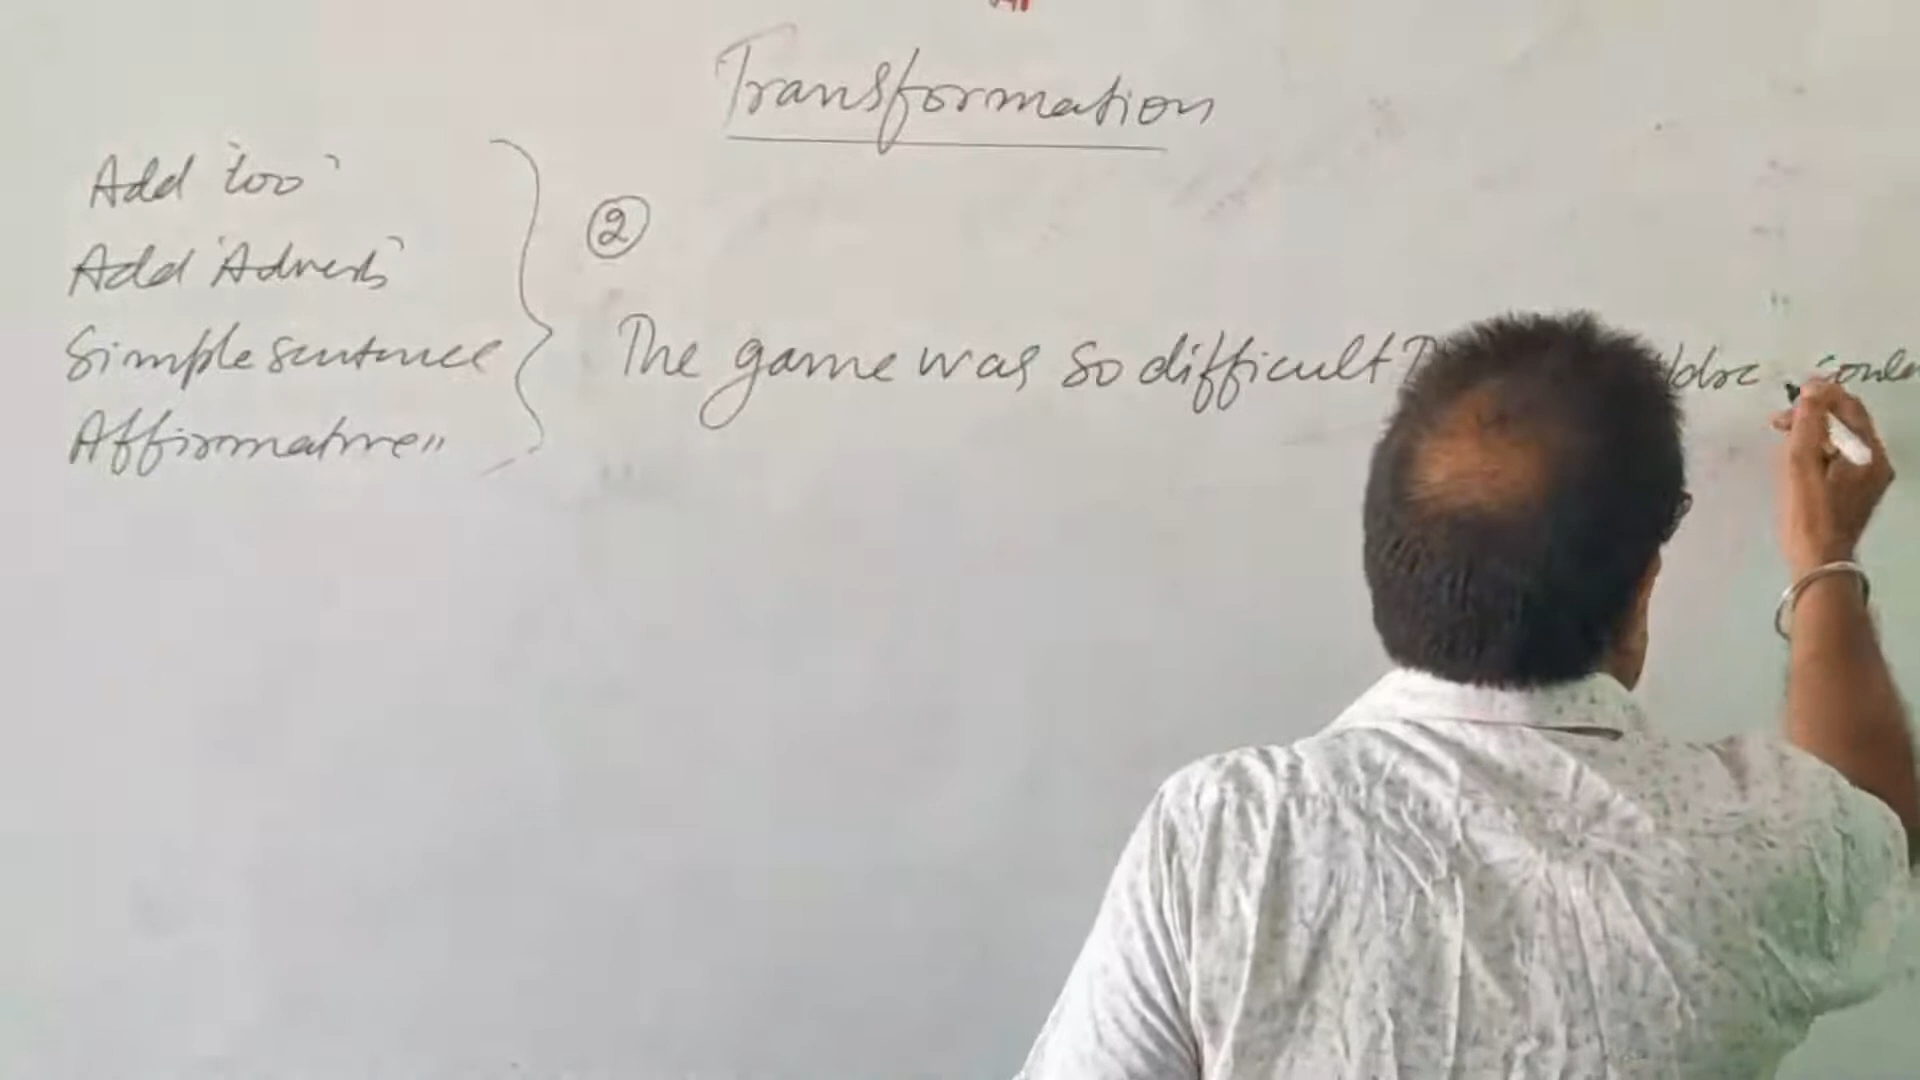 Transformation
Add 'too'
Add 'Adverb'
Simple sentence
Affirmative "
②
The game was so difficult